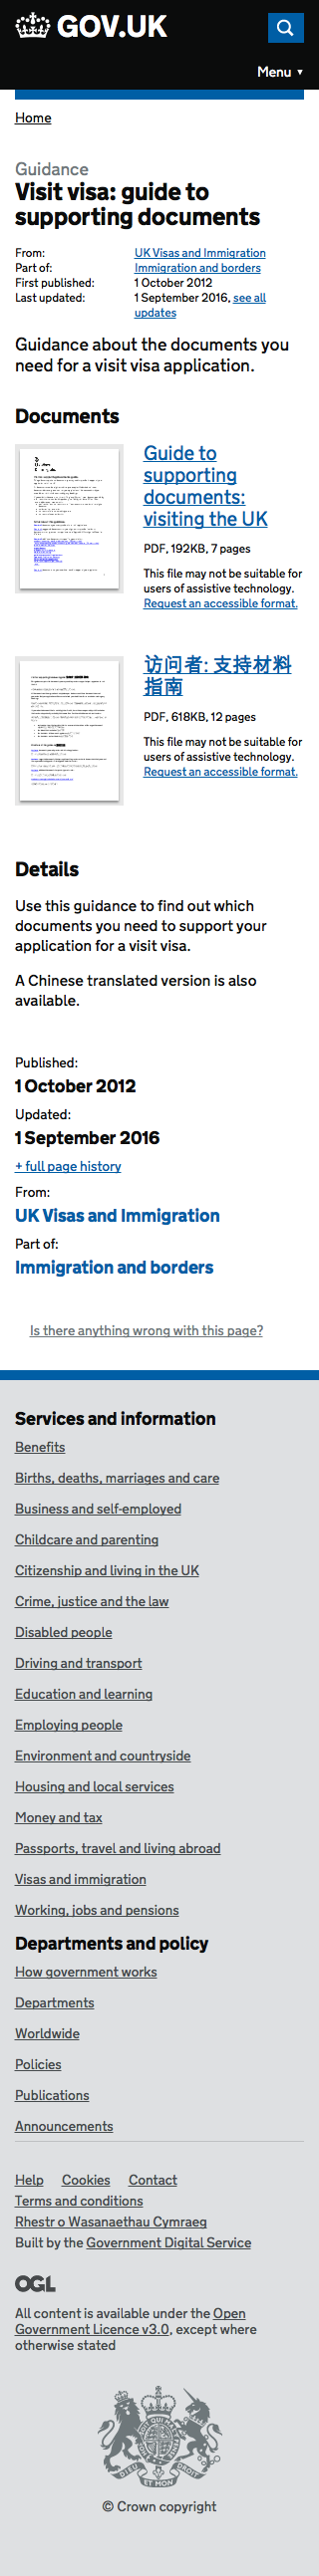 GOV.UK
Menu ▼
Home
Guidance
Visit visa: guide to
supporting documents
From: UK Visas and Immigration
Part of: Immigration and borders
First published: 1 October 2012
Last updated: 1 September 2016, see all
updates
Guidance about the documents you
need for a visit visa application.
Documents
Guide to
supporting
documents:
visiting the UK
PDF, 192KB, 7 pages
This file may not be suitable for
users of assistive technology.
Request an accessible format.
访问者: 支持材料
指南
PDF, 618KB, 12 pages
This file may not be suitable for
users of assistive technology.
Request an accessible format.
Details
Use this guidance to find out which
documents you need to support your
application for a visit visa.
A Chinese translated version is also
available.
Published:
1 October 2012
Updated:
1 September 2016
+ full page history
From:
UK Visas and Immigration
Part of:
Immigration and borders
Is there anything wrong with this page?
Services and information
Benefits
Births, deaths, marriages and care
Business and self-employed
Childcare and parenting
Citizenship and living in the UK
Crime, justice and the law
Disabled people
Driving and transport
Education and learning
Employing people
Environment and countryside
Housing and local services
Money and tax
Passports, travel and living abroad
Visas and immigration
Working, jobs and pensions
Departments and policy
How government works
Departments
Worldwide
Policies
Publications
Announcements
Help Cookies Contact
Terms and conditions
Rhestr o Wasanaethau Cymraeg
Built by the Government Digital Service
OGL
All content is available under the Open
Government Licence v3.0, except where
otherwise stated
© Crown copyright